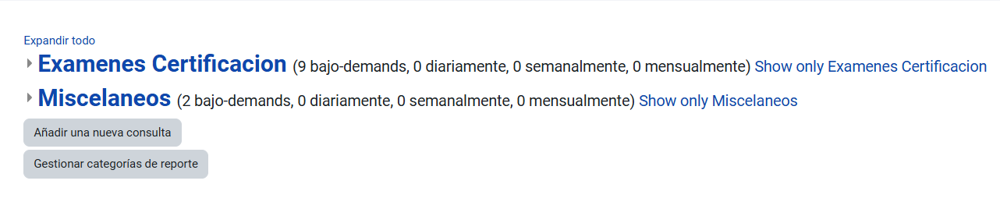 Expandir todo
Examenes Certificacion (9 bajo-demands, 0 diariamente, 0 semanalmente, 0 mensualmente) Show only Examenes Certificacion
Miscelaneos (2 bajo-demands, 0 diariamente, 0 semanalmente, 0 mensualmente) Show only Miscelaneos
Añadir una nueva consulta
Gestionar categorías de reporte